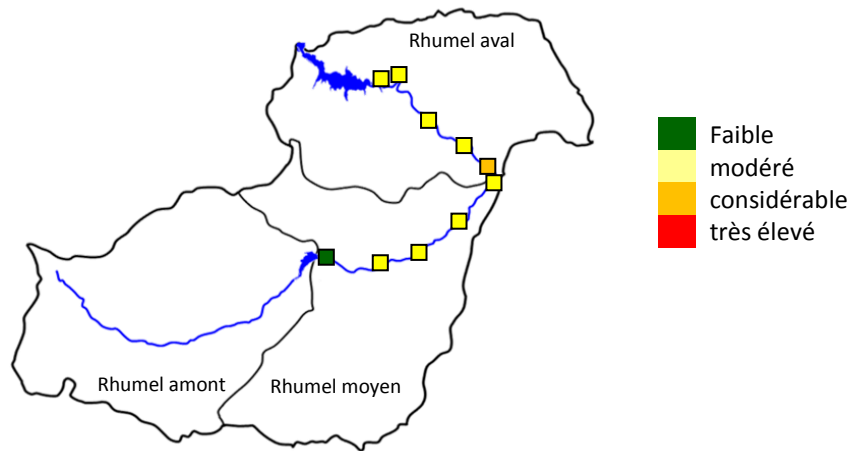 Rhumel aval
Faible
modéré
considérable
très élevé
Rhumel amont
Rhumel moyen